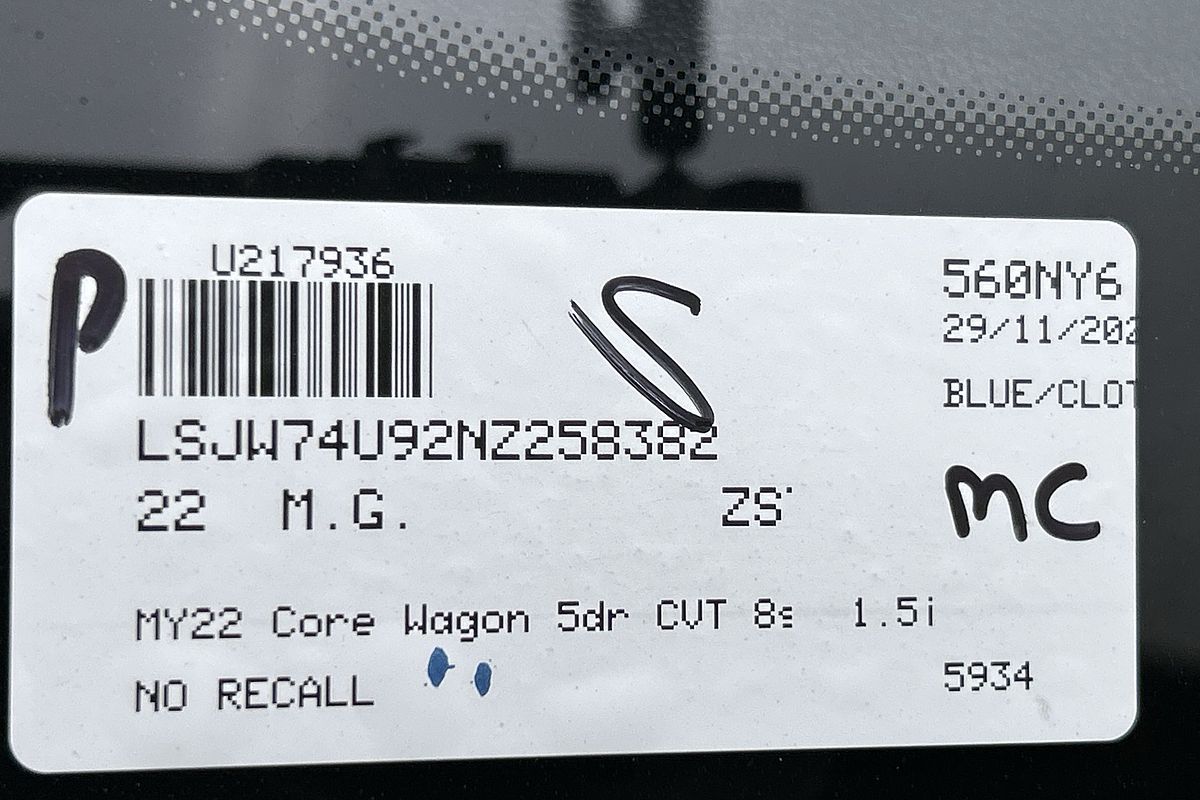 P
U217936
S
560NY6
29/11/202
BLUE/CLOT
LSJW74U92NZ258382
22 M.G. ZS
MC
MY22 Core Wagon 5dr CVT 8s 1.5i
NO RECALL
5934